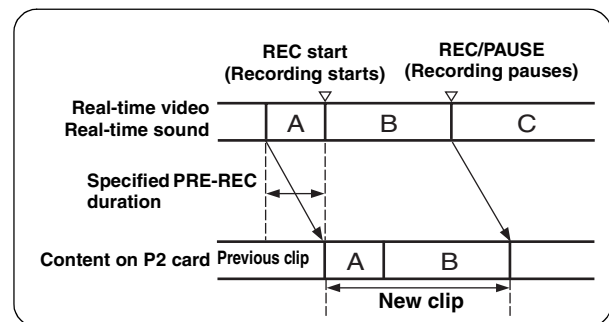 REC start
(Recording starts)
REC/PAUSE
(Recording pauses)
Real-time video
Real-time sound
A
B
C
Specified PRE-REC
duration
Content on P2 card
Previous clip
A
B
New clip